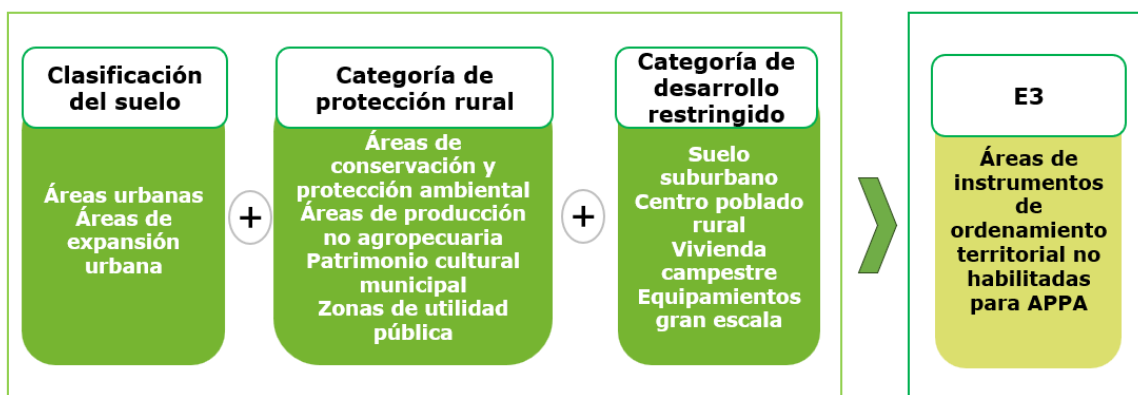 Clasificación
del suelo
Áreas urbanas
Áreas de
expansión
urbana
+
Categoría de
protección rural
Áreas de
conservación y
protección ambiental
Áreas de producción
no agropecuaria
Patrimonio cultural
municipal
Zonas de utilidad
pública
+
Categoría de
desarrollo
restringido
Suelo
suburbano
Centro poblado
rural
Vivienda
campestre
Equipamientos
gran escala
E3
Áreas de
instrumentos
de
ordenamiento
territorial no
habilitadas
para APPA